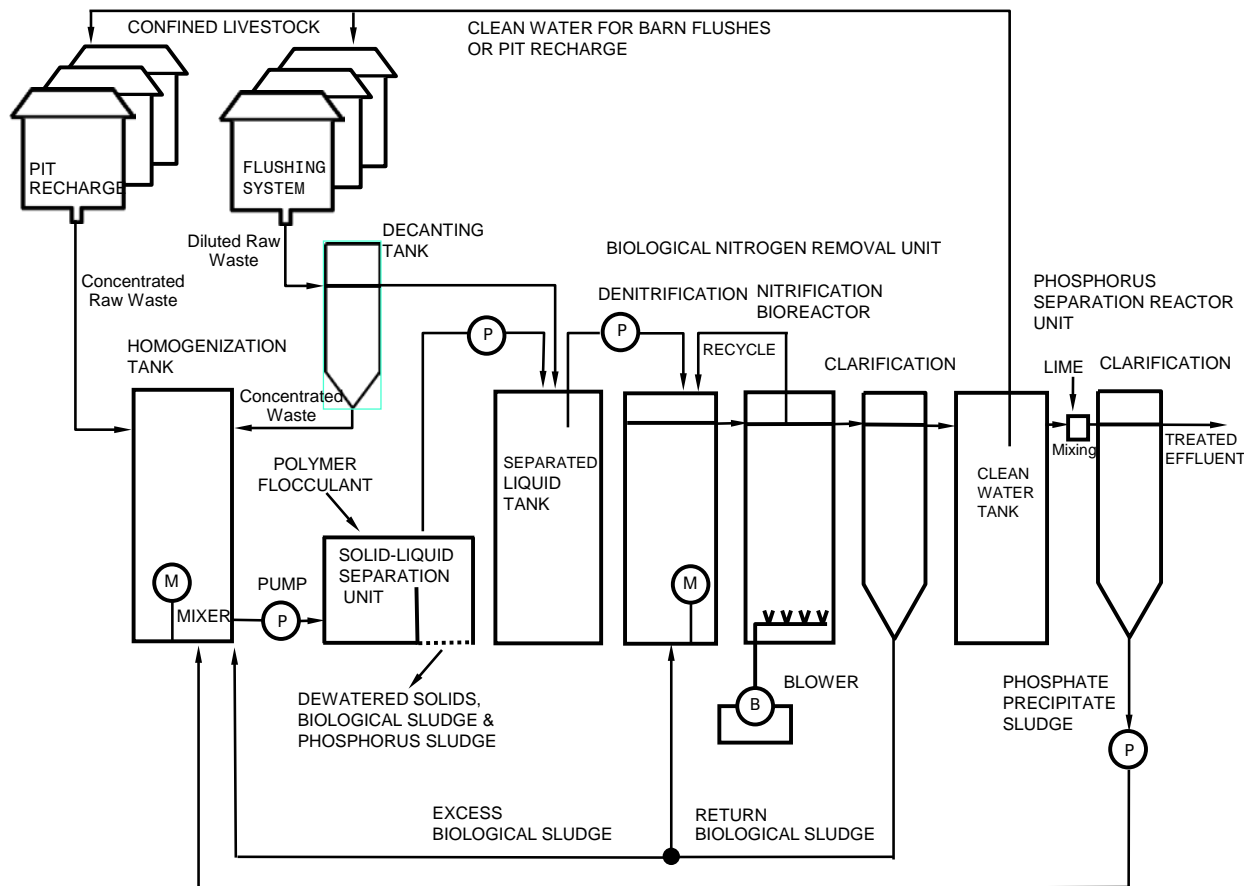 CONFINED LIVESTOCK
CLEAN WATER FOR BARN FLUSHES
OR PIT RECHARGE
PIT
RECHARGE
FLUSHING
SYSTEM
Diluted Raw
Waste
DECANTING
TANK
Concentrated
Raw Waste
BIOLOGICAL NITROGEN REMOVAL UNIT
DENITRIFICATION
NITRIFICATION
BIOREACTOR
PHOSPHORUS
SEPARATION REACTOR
UNIT
P
P
RECYCLE
HOMOGENIZATION
TANK
CLARIFICATION
LIME
CLARIFICATION
Concentrated
Waste
Mixing
TREATED
EFFLUENT
POLYMER
FLOCCULANT
SEPARATED
LIQUID
TANK
CLEAN
WATER
TANK
SOLID-LIQUID
SEPARATION
UNIT
M
MIXER
PUMP
P
M
DEWATERED SOLIDS,
BIOLOGICAL SLUDGE &
PHOSPHORUS SLUDGE
BLOWER
B
PHOSPHATE
PRECIPITATE
SLUDGE
P
EXCESS
BIOLOGICAL SLUDGE
RETURN
BIOLOGICAL SLUDGE